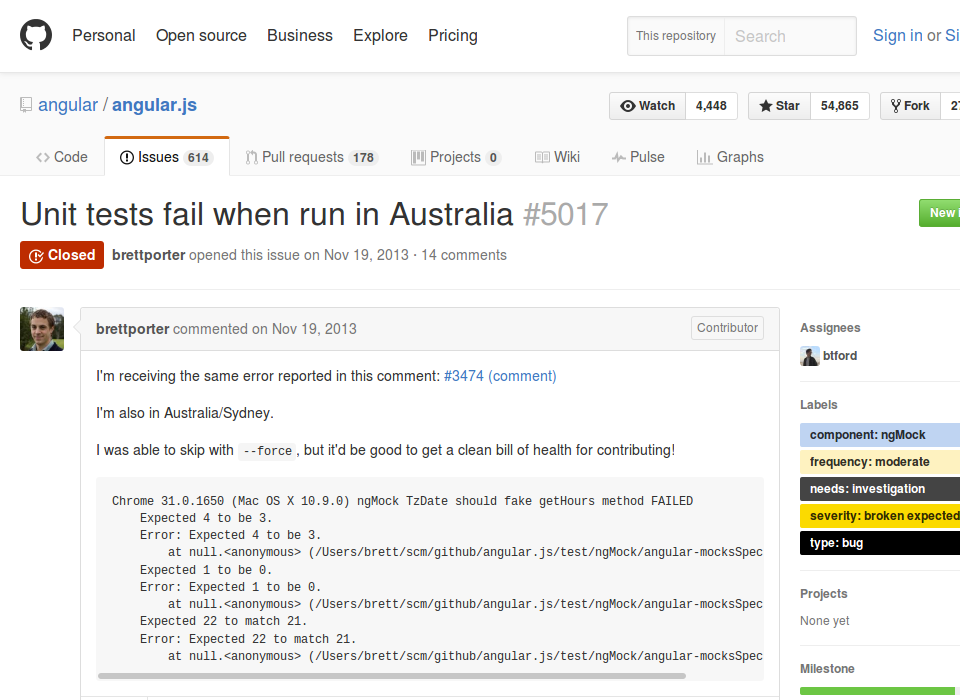 Personal Open source Business Explore Pricing This repository Search Sign in or Si
angular / angular.js Watch 4,448 Star 54,865 Fork 27
Code Issues 614 Pull requests 178 Projects 0 Wiki Pulse Graphs
Unit tests fail when run in Australia #5017
New
Closed brettporter opened this issue on Nov 19, 2013 · 14 comments
brettporter commented on Nov 19, 2013 Contributor
I'm receiving the same error reported in this comment: #3474 (comment)
I'm also in Australia/Sydney.
I was able to skip with --force , but it'd be good to get a clean bill of health for contributing!
Chrome 31.0.1650 (Mac OS X 10.9.0) ngMock TzDate should fake getHours method FAILED
Expected 4 to be 3.
Error: Expected 4 to be 3.
at null.<anonymous> (/Users/brett/scm/github/angular.js/test/ngMock/angular-mocksSpec
Expected 1 to be 0.
Error: Expected 1 to be 0.
at null.<anonymous> (/Users/brett/scm/github/angular.js/test/ngMock/angular-mocksSpec
Expected 22 to match 21.
Error: Expected 22 to match 21.
at null.<anonymous> (/Users/brett/scm/github/angular.js/test/ngMock/angular-mocksSpec
Assignees
btford
Labels
component: ngMock
frequency: moderate
needs: investigation
severity: broken expected
type: bug
Projects
None yet
Milestone